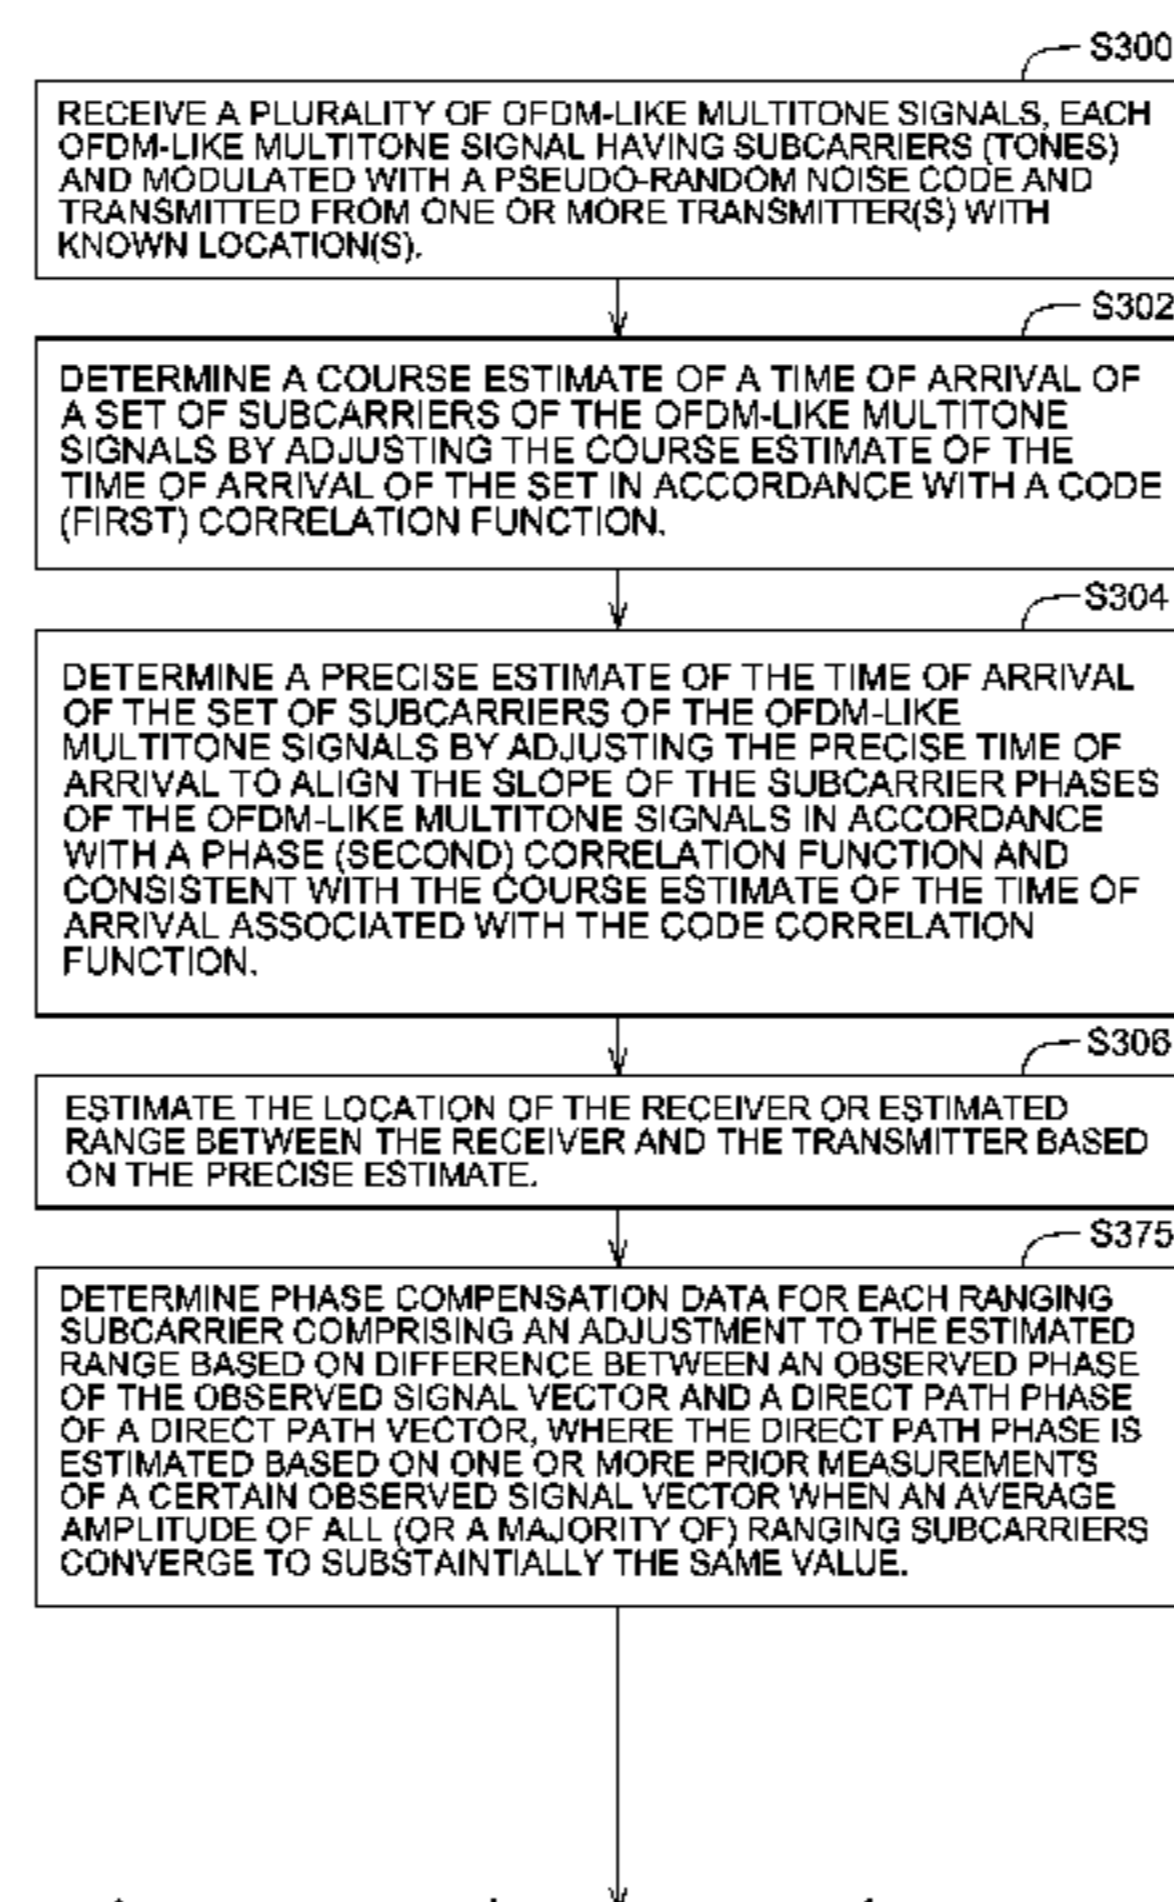 S300
RECEIVE A PLURALITY OF OFDM-LIKE MULTITONE SIGNALS, EACH
OFDM-LIKE MULTITONE SIGNAL HAVING SUBCARRIERS (TONES)
AND MODULATED WITH A PSEUDO-RANDOM NOISE CODE AND
TRANSMITTED FROM ONE OR MORE TRANSMITTER(S) WITH
KNOWN LOCATION(S).
S302
DETERMINE A COURSE ESTIMATE OF A TIME OF ARRIVAL OF
A SET OF SUBCARRIERS OF THE OFDM-LIKE MULTITONE
SIGNALS BY ADJUSTING THE COURSE ESTIMATE OF THE
TIME OF ARRIVAL OF THE SET IN ACCORDANCE WITH A CODE
(FIRST) CORRELATION FUNCTION.
S304
DETERMINE A PRECISE ESTIMATE OF THE TIME OF ARRIVAL
OF THE SET OF SUBCARRIERS OF THE OFDM-LIKE
MULTITONE SIGNALS BY ADJUSTING THE PRECISE TIME OF
ARRIVAL TO ALIGN THE SLOPE OF THE SUBCARRIER PHASES
OF THE OFDM-LIKE MULTITONE SIGNALS IN ACCORDANCE
WITH A PHASE (SECOND) CORRELATION FUNCTION AND
CONSISTENT WITH THE COURSE ESTIMATE OF THE TIME OF
ARRIVAL ASSOCIATED WITH THE CODE CORRELATION
FUNCTION.
S306
ESTIMATE THE LOCATION OF THE RECEIVER OR ESTIMATED
RANGE BETWEEN THE RECEIVER AND THE TRANSMITTER BASED
ON THE PRECISE ESTIMATE.
S375
DETERMINE PHASE COMPENSATION DATA FOR EACH RANGING
SUBCARRIER COMPRISING AN ADJUSTMENT TO THE ESTIMATED
RANGE BASED ON DIFFERENCE BETWEEN AN OBSERVED PHASE
OF THE OBSERVED SIGNAL VECTOR AND A DIRECT PATH PHASE
OF A DIRECT PATH VECTOR, WHERE THE DIRECT PATH PHASE IS
ESTIMATED BASED ON ONE OR MORE PRIOR MEASUREMENTS
OF A CERTAIN OBSERVED SIGNAL VECTOR WHEN AN AVERAGE
AMPLITUDE OF ALL (OR A MAJORITY OF) RANGING SUBCARRIERS
CONVERGE TO SUBSTAINTIALLY THE SAME VALUE.